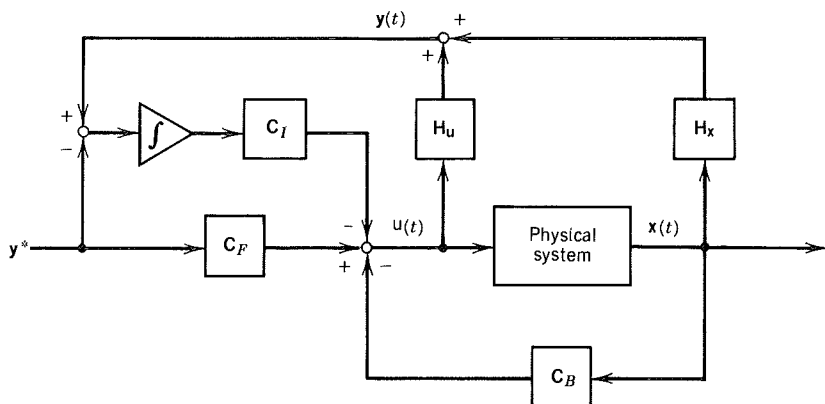 y(t)
+
+
+
−
∫
C_I
H_u
H_x
y*
C_F
−
+
−
u(t)
Physical
system
x(t)
C_B